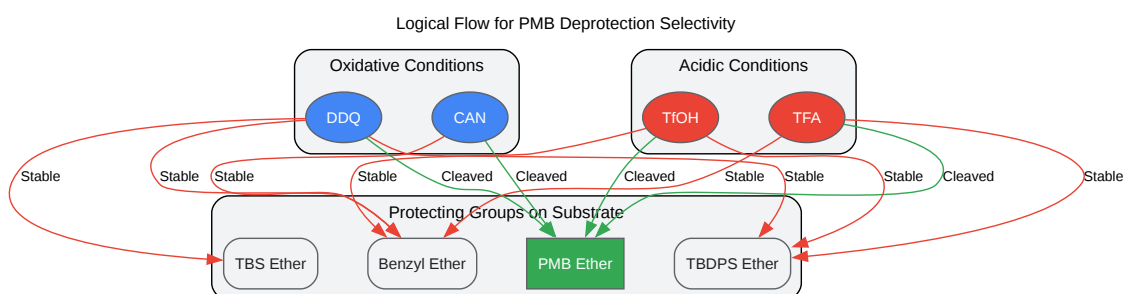 Logical Flow for PMB Deprotection Selectivity
Oxidative Conditions
Acidic Conditions
DDQ
CAN
TfOH
TFA
Stable
Stable
Stable
Stable
Cleaved
Cleaved
Cleaved
Stable
Stable
Stable
Cleaved
Stable
Protecting Groups on Substrate
TBS Ether
Benzyl Ether
PMB Ether
TBDPS Ether